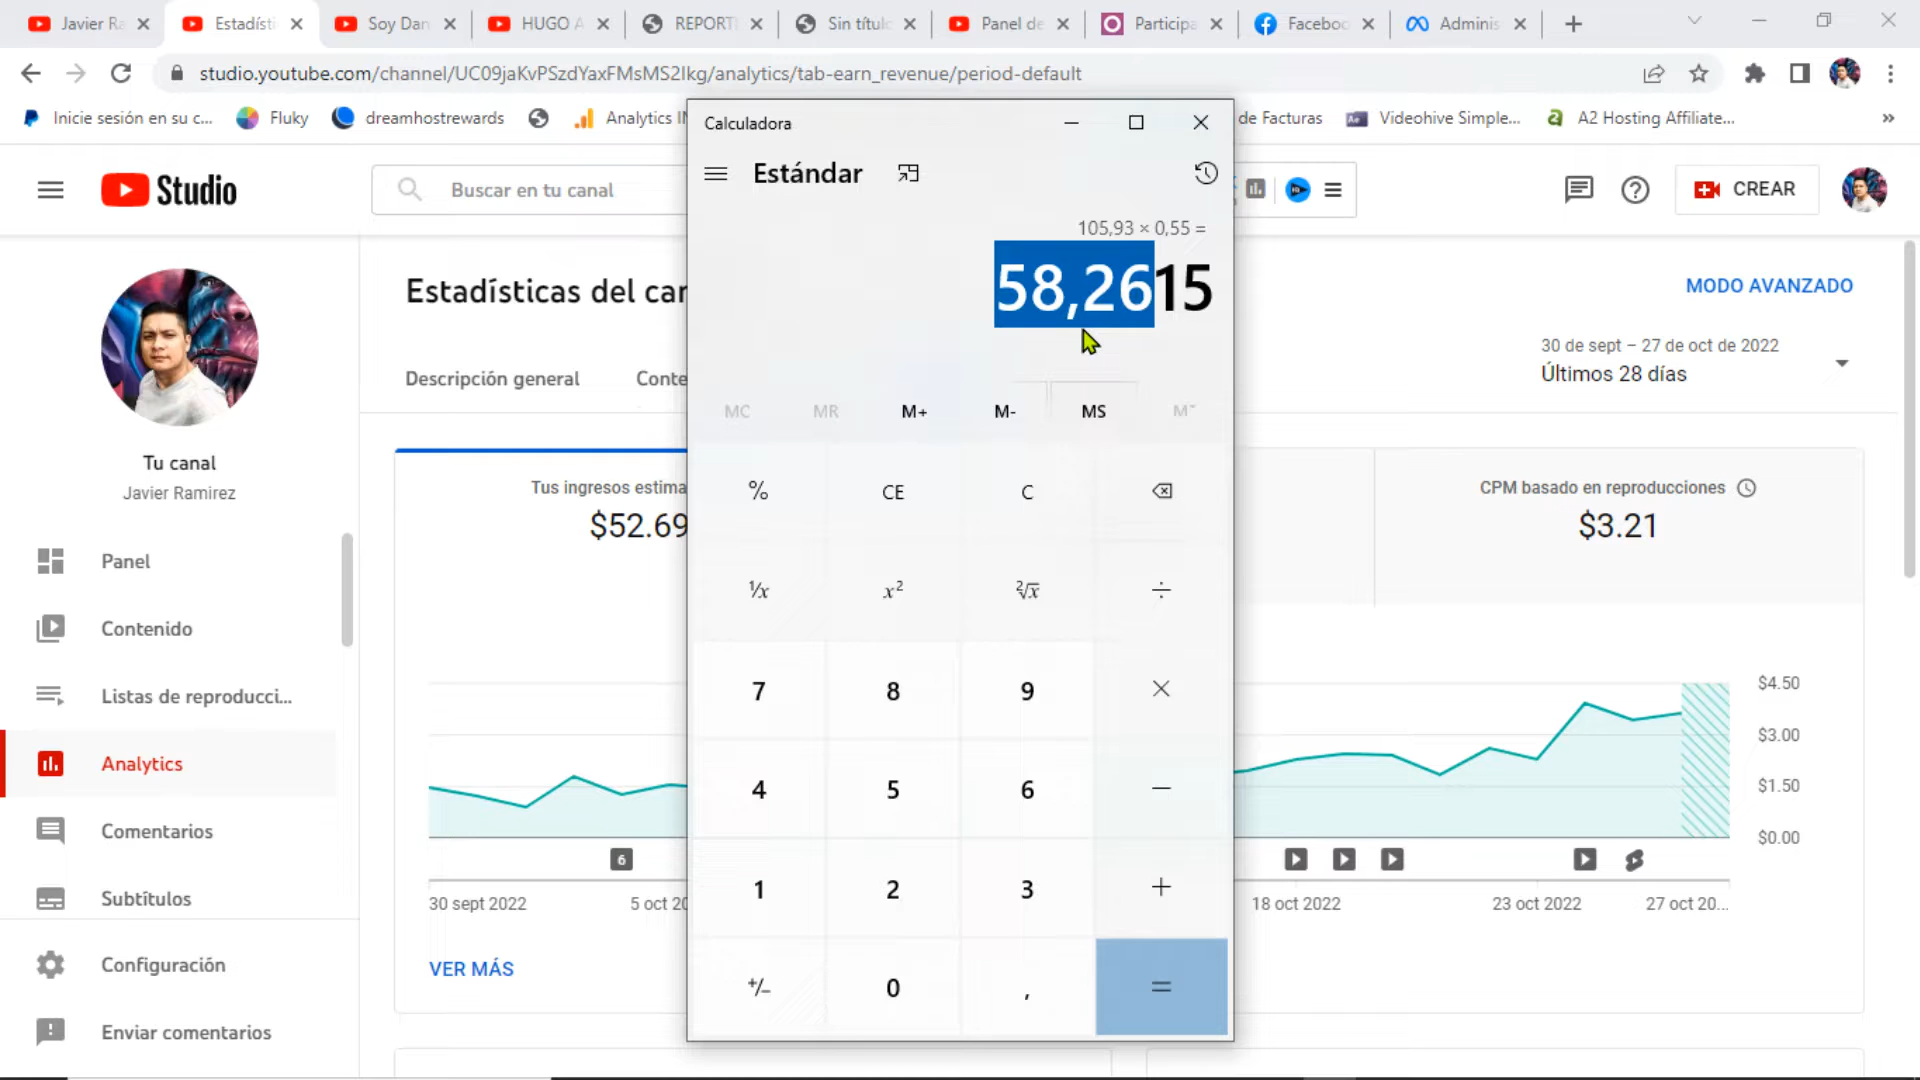 Javier Ra
Estadísti
Soy Dan
HUGO A
REPORTE
Sin títul
Panel de
Participa
Faceboo
Adminis
studio.youtube.com/channel/UC09jaKvPSzdYaxFMsMS2Ikg/analytics/tab-earn_revenue/period-default
Inicie sesión en su c...
Fluky
dreamhostrewards
Analytics IN
de Facturas
Videohive Simple...
A2 Hosting Affiliate...
»
Studio
Buscar en tu canal
CREAR
Calculadora
Estándar
105,93 × 0,55 =
58,2615
MC MR M+ M- MS M˅
% CE C
¹/x x² ²√x ÷
7 8 9 ×
4 5 6 −
1 2 3 +
+/− 0 , =
Estadísticas del can
MODO AVANZADO
30 de sept – 27 de oct de 2022
Últimos 28 días
Descripción general
Conte
Tus ingresos estima
$52.69
CPM basado en reproducciones
$3.21
$4.50
$3.00
$1.50
$0.00
6
30 sept 2022
5 oct 20
18 oct 2022
23 oct 2022
27 oct 20...
VER MÁS
Tu canal
Javier Ramirez
Panel
Contenido
Listas de reproducci...
Analytics
Comentarios
Subtítulos
Configuración
Enviar comentarios